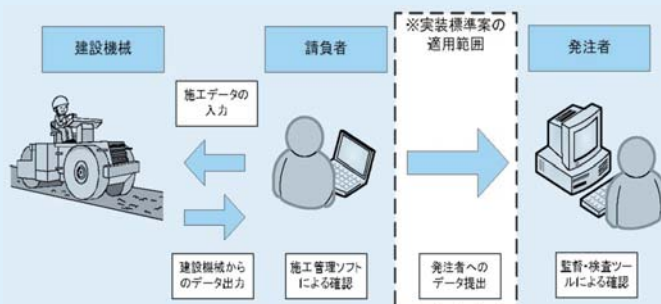 建設機械
請負者
※実装標準案の
適用範囲
発注者
施工データの
入力
建設機械から
のデータ出力
施工管理ソフト
による確認
発注者への
データ提出
監督・検査ツー
ルによる確認